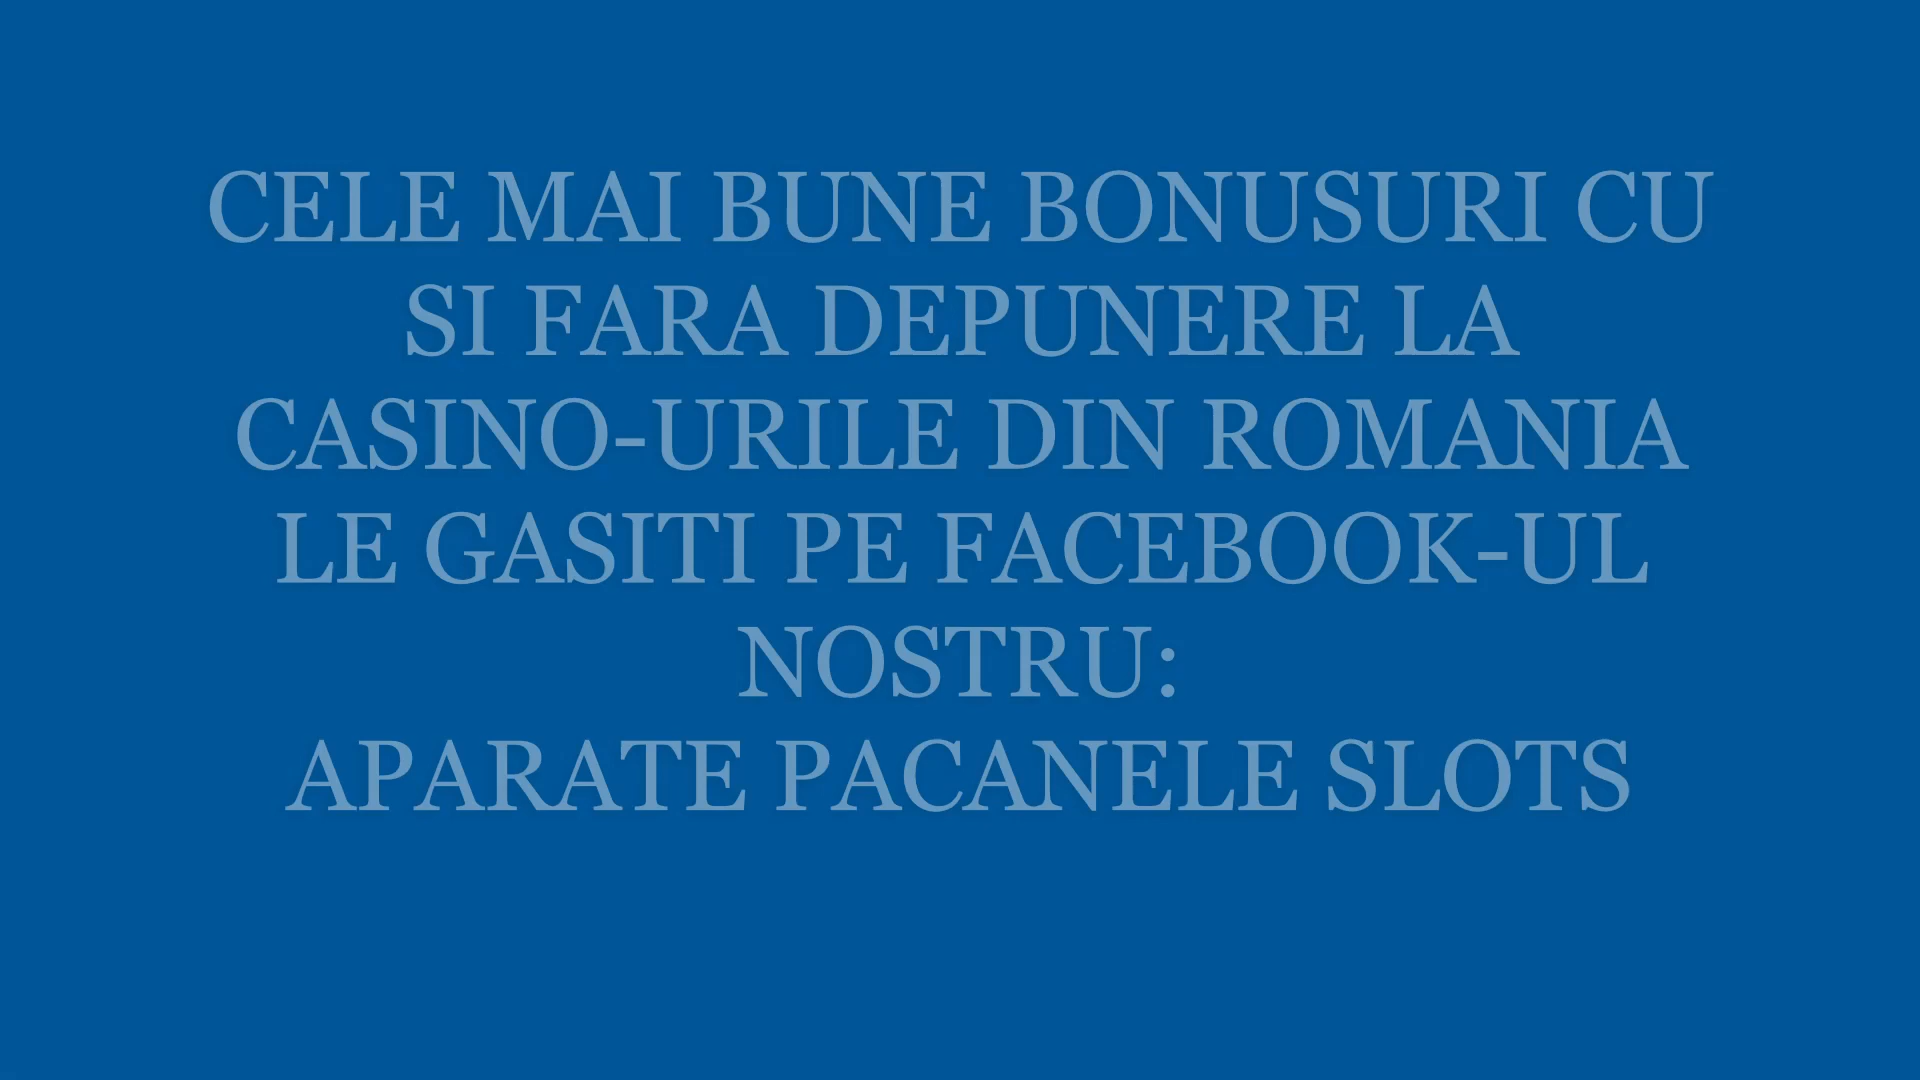 CELE MAI BUNE BONUSURI CU
SI FARA DEPUNERE LA
CASINO-URILE DIN ROMANIA
LE GASITI PE FACEBOOK-UL
NOSTRU:
APARATE PACANELE SLOTS